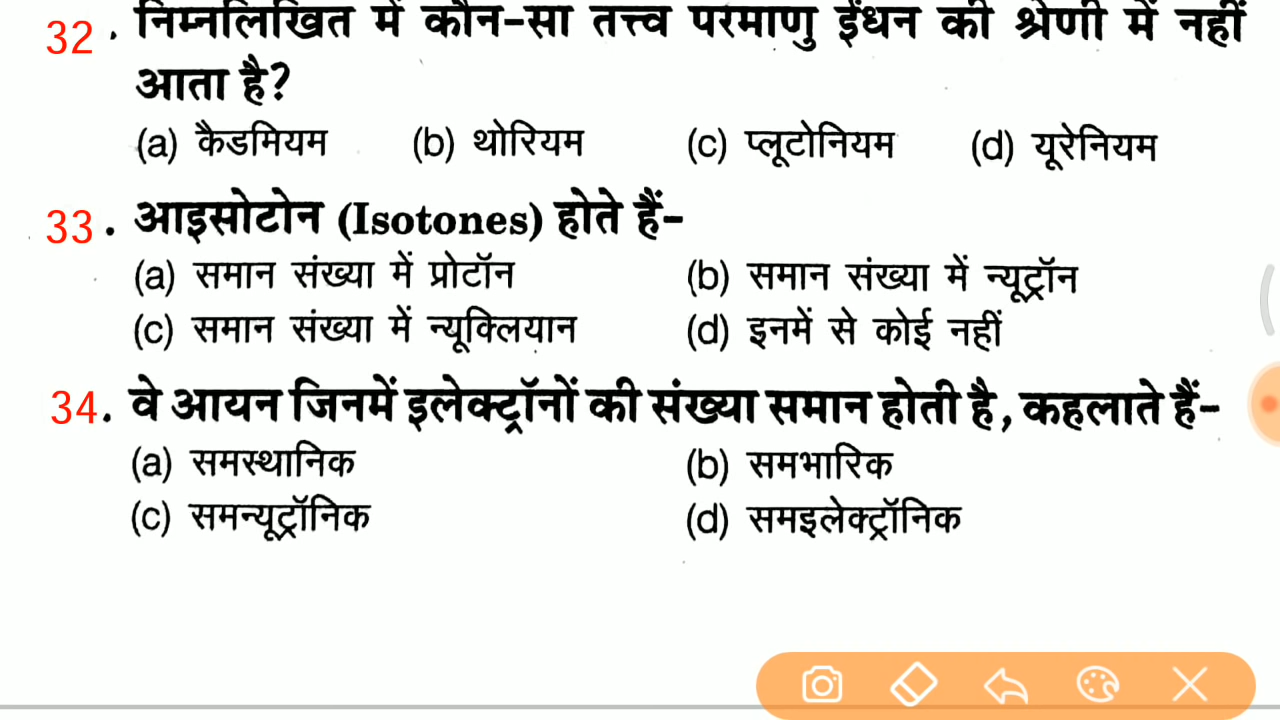 32. निम्नलिखित में कौन-सा तत्त्व परमाणु ईंधन की श्रेणी में नहीं
आता है?
(a) कैडमियम (b) थोरियम (c) प्लूटोनियम (d) यूरेनियम
33. आइसोटोन (Isotones) होते हैं-
(a) समान संख्या में प्रोटॉन (b) समान संख्या में न्यूट्रॉन
(c) समान संख्या में न्यूक्लियान (d) इनमें से कोई नहीं
34. वे आयन जिनमें इलेक्ट्रॉनों की संख्या समान होती है, कहलाते हैं-
(a) समस्थानिक (b) समभारिक
(c) समन्यूट्रॉनिक (d) समइलेक्ट्रॉनिक